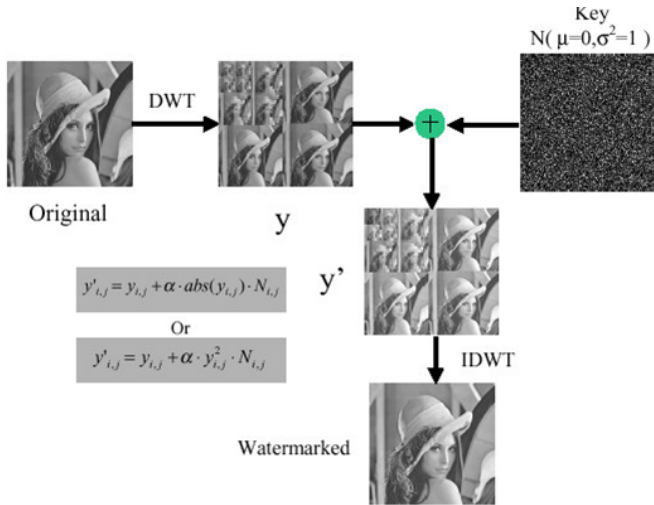 Key
N( μ=0,σ²=1 )
DWT
+
Original
y
y'
y'_{i,j} = y_{i,j} + α · abs(y_{i,j}) · N_{i,j}
Or
y'_{i,j} = y_{i,j} + α · y²_{i,j} · N_{i,j}
IDWT
Watermarked